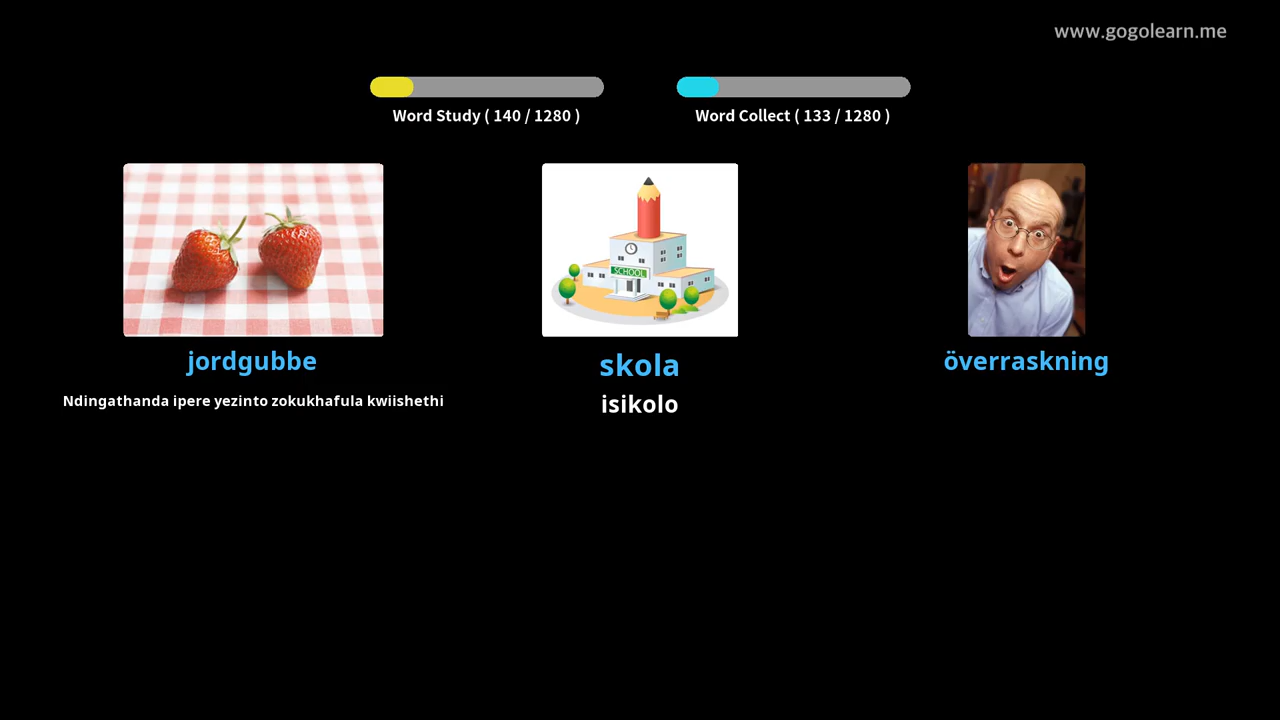 www.gogolearn.me
Word Study ( 140 / 1280 )
Word Collect ( 133 / 1280 )
SCHOOL
jordgubbe
skola
överraskning
Ndingathanda ipere yezinto zokukhafula kwiishethi
isikolo